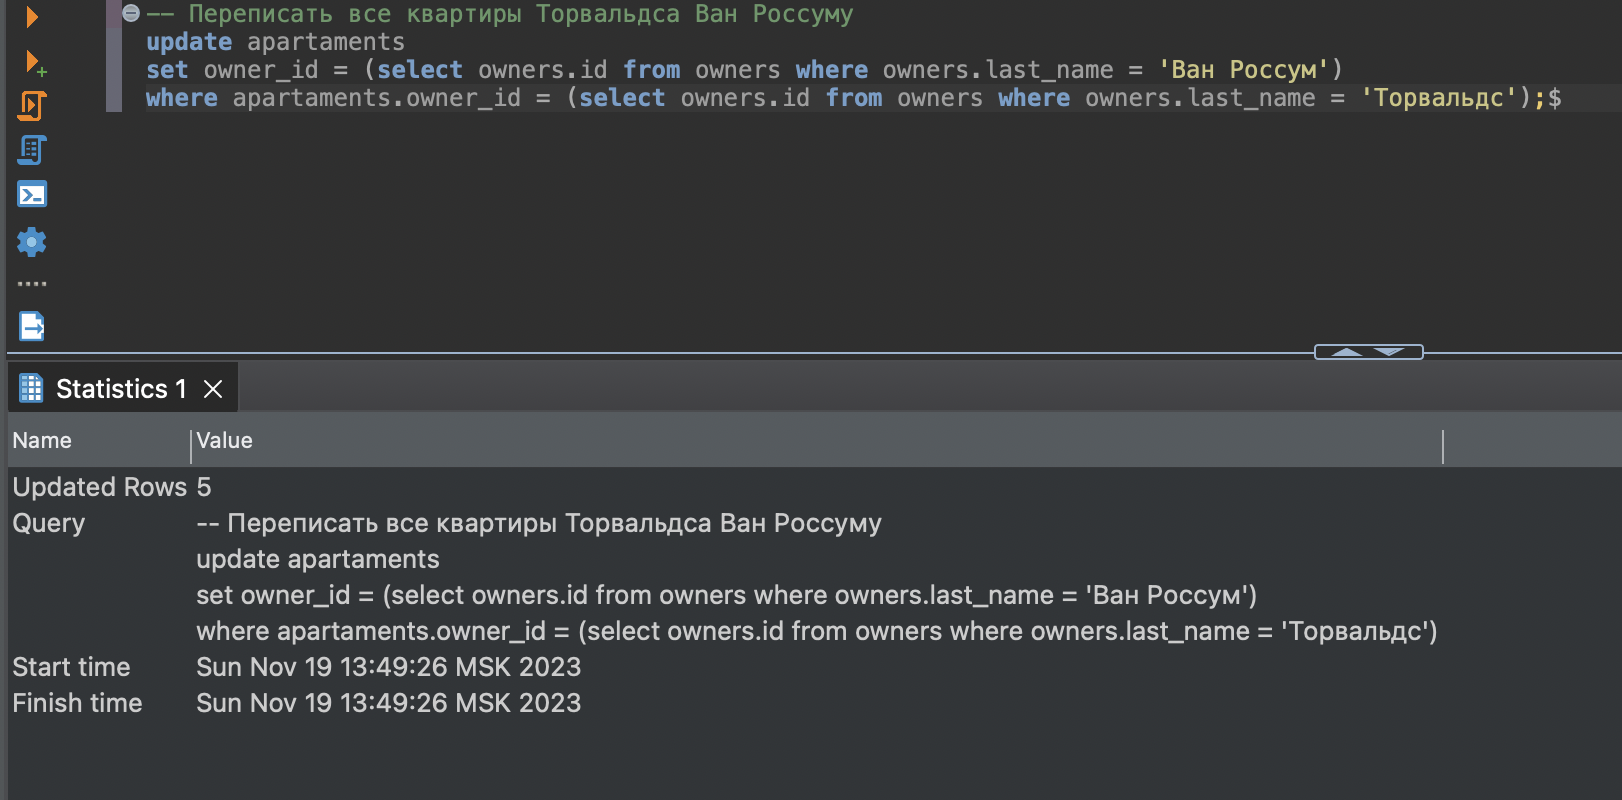 -- Переписать все квартиры Торвальдса Ван Россуму
update apartaments
set owner_id = (select owners.id from owners where owners.last_name = 'Ван Россум')
where apartaments.owner_id = (select owners.id from owners where owners.last_name = 'Торвальдс');$
Statistics 1
Name Value
Updated Rows 5
Query -- Переписать все квартиры Торвальдса Ван Россуму
update apartaments
set owner_id = (select owners.id from owners where owners.last_name = 'Ван Россум')
where apartaments.owner_id = (select owners.id from owners where owners.last_name = 'Торвальдс')
Start time Sun Nov 19 13:49:26 MSK 2023
Finish time Sun Nov 19 13:49:26 MSK 2023